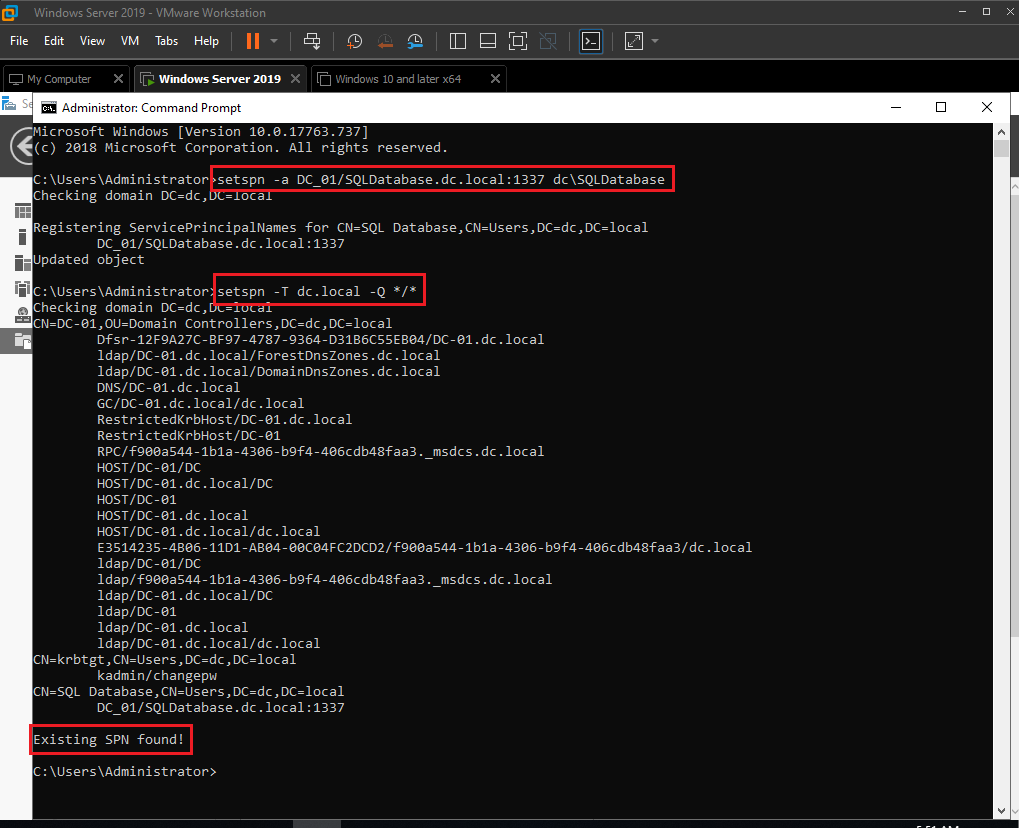 Windows Server 2019 - VMware Workstation
File Edit View VM Tabs Help
My Computer
Windows Server 2019
Windows 10 and later x64
Se
Administrator: Command Prompt
Microsoft Windows [Version 10.0.17763.737]
(c) 2018 Microsoft Corporation. All rights reserved.
C:\Users\Administrator>setspn -a DC_01/SQLDatabase.dc.local:1337 dc\SQLDatabase
Checking domain DC=dc,DC=local
Registering ServicePrincipalNames for CN=SQL Database,CN=Users,DC=dc,DC=local
DC_01/SQLDatabase.dc.local:1337
Updated object
C:\Users\Administrator>setspn -T dc.local -Q */*
Checking domain DC=dc,DC=local
CN=DC-01,OU=Domain Controllers,DC=dc,DC=local
Dfsr-12F9A27C-BF97-4787-9364-D31B6C55EB04/DC-01.dc.local
ldap/DC-01.dc.local/ForestDnsZones.dc.local
ldap/DC-01.dc.local/DomainDnsZones.dc.local
DNS/DC-01.dc.local
GC/DC-01.dc.local/dc.local
RestrictedKrbHost/DC-01.dc.local
RestrictedKrbHost/DC-01
RPC/f900a544-1b1a-4306-b9f4-406cdb48faa3._msdcs.dc.local
HOST/DC-01/DC
HOST/DC-01.dc.local/DC
HOST/DC-01
HOST/DC-01.dc.local
HOST/DC-01.dc.local/dc.local
E3514235-4B06-11D1-AB04-00C04FC2DCD2/f900a544-1b1a-4306-b9f4-406cdb48faa3/dc.local
ldap/DC-01/DC
ldap/f900a544-1b1a-4306-b9f4-406cdb48faa3._msdcs.dc.local
ldap/DC-01.dc.local/DC
ldap/DC-01
ldap/DC-01.dc.local
ldap/DC-01.dc.local/dc.local
CN=krbtgt,CN=Users,DC=dc,DC=local
kadmin/changepw
CN=SQL Database,CN=Users,DC=dc,DC=local
DC_01/SQLDatabase.dc.local:1337
Existing SPN found!
C:\Users\Administrator>